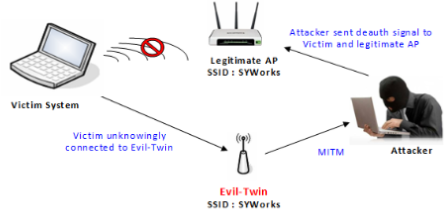 Legitimate AP
SSID : SYWorks
Attacker sent deauth signal to
Victim and legitimate AP
Victim System
Victim unknowingly
connected to Evil-Twin
MITM
Attacker
Evil-Twin
SSID : SYWorks